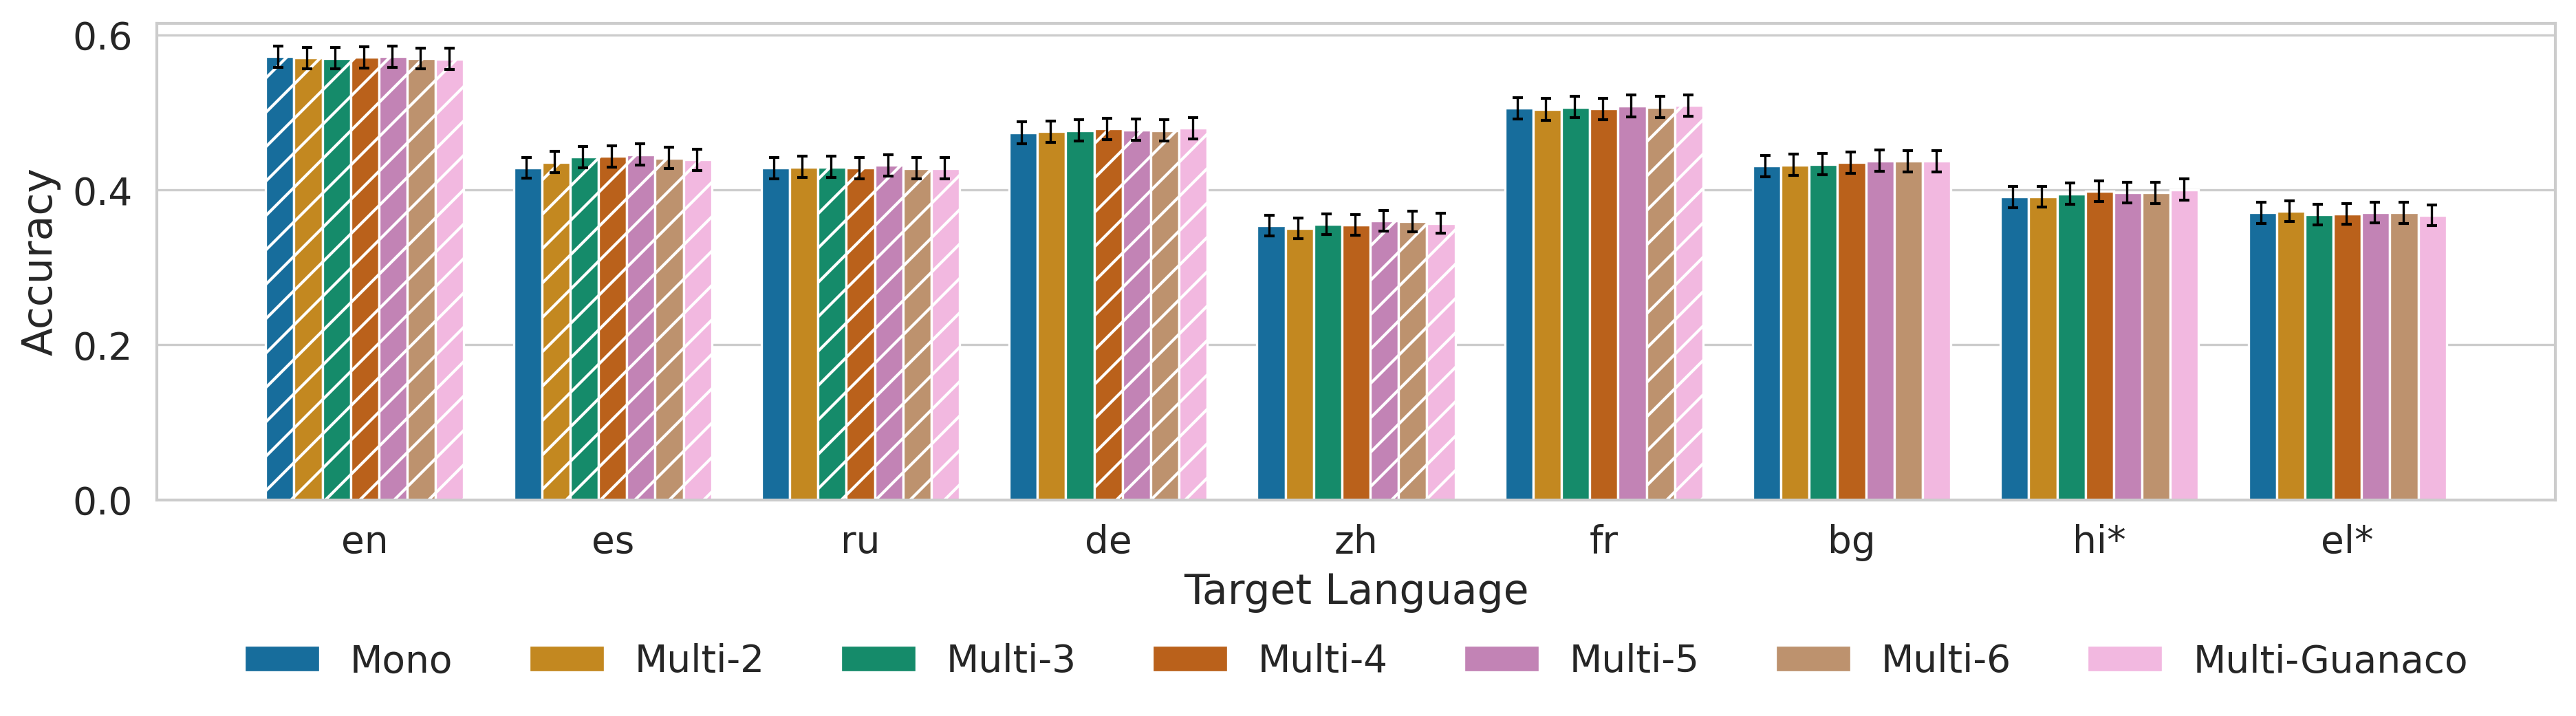 0.6
0.4
0.2
0.0
Accuracy
en es ru de zh fr bg hi* el*
Target Language
Mono Multi-2 Multi-3 Multi-4 Multi-5 Multi-6 Multi-Guanaco